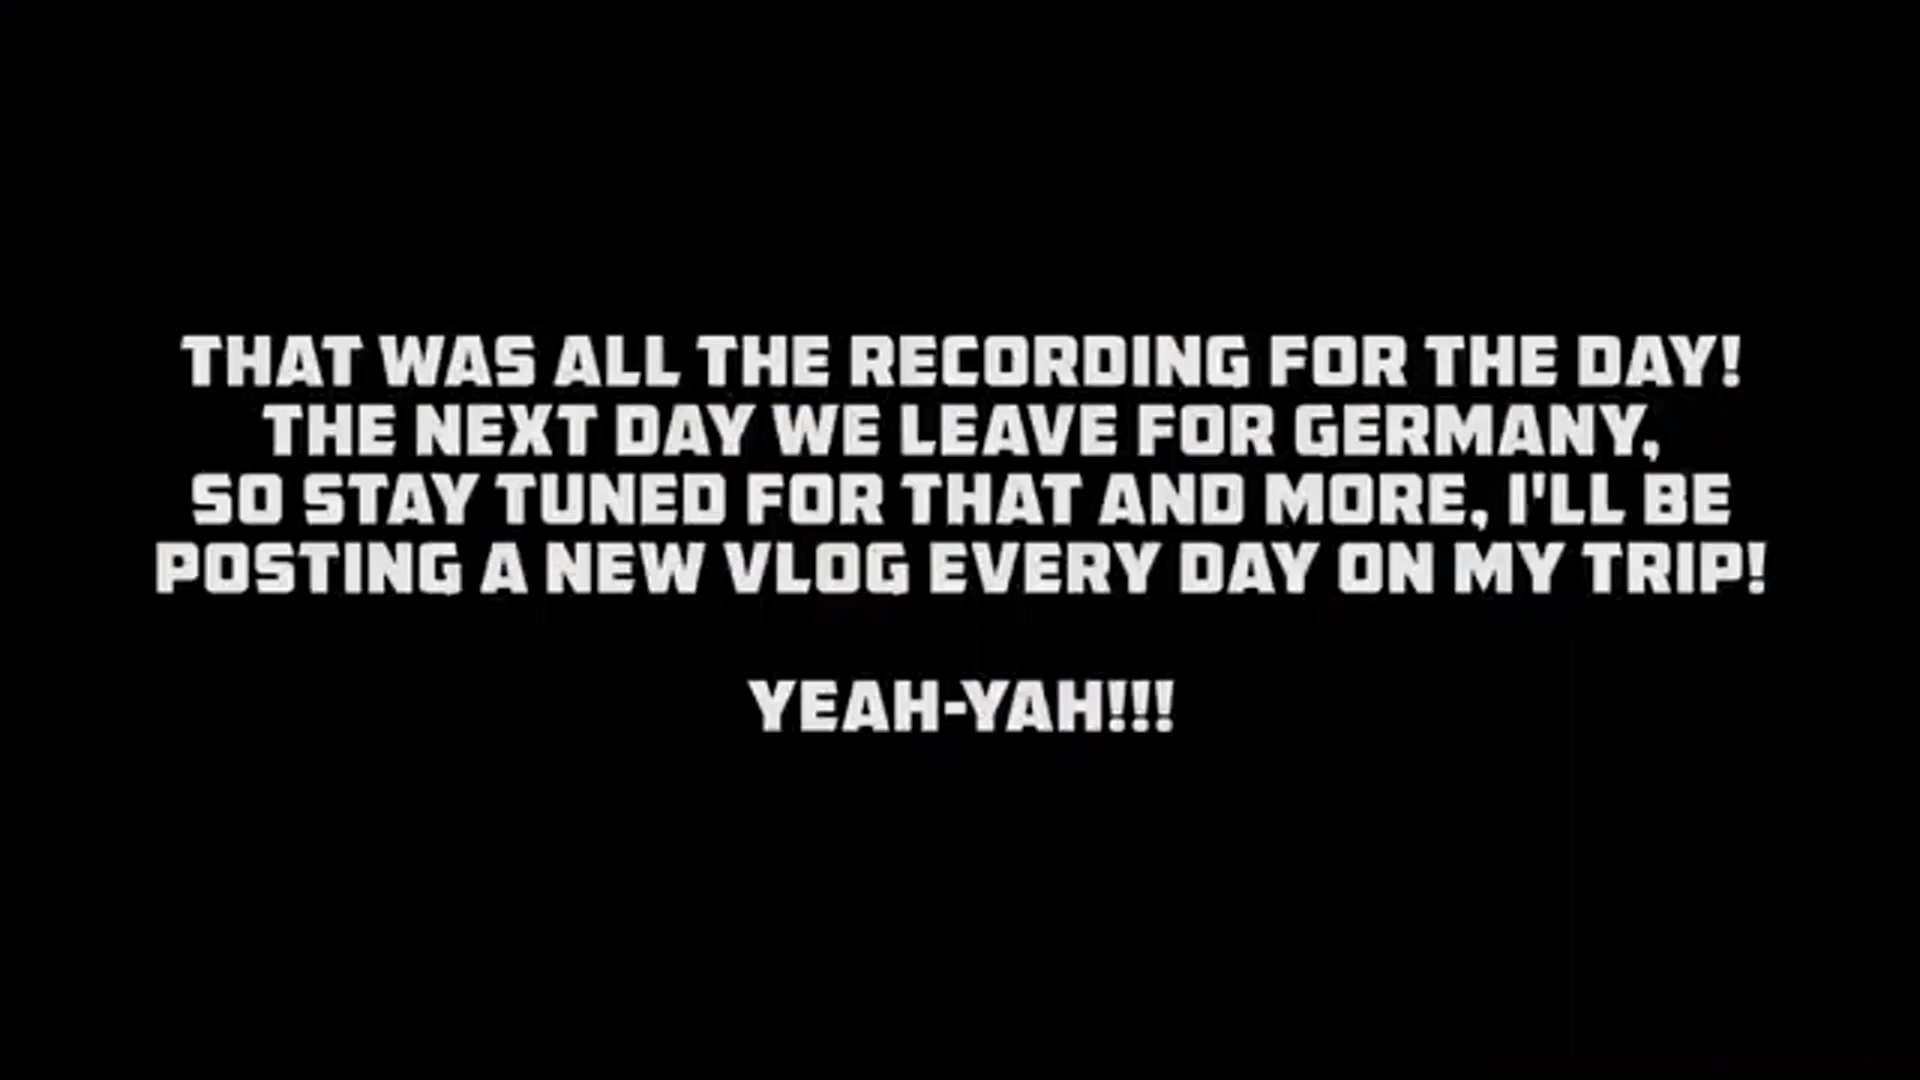 THAT WAS ALL THE RECORDING FOR THE DAY!
THE NEXT DAY WE LEAVE FOR GERMANY,
SO STAY TUNED FOR THAT AND MORE, I'LL BE
POSTING A NEW VLOG EVERY DAY ON MY TRIP!
YEAH-YAH!!!